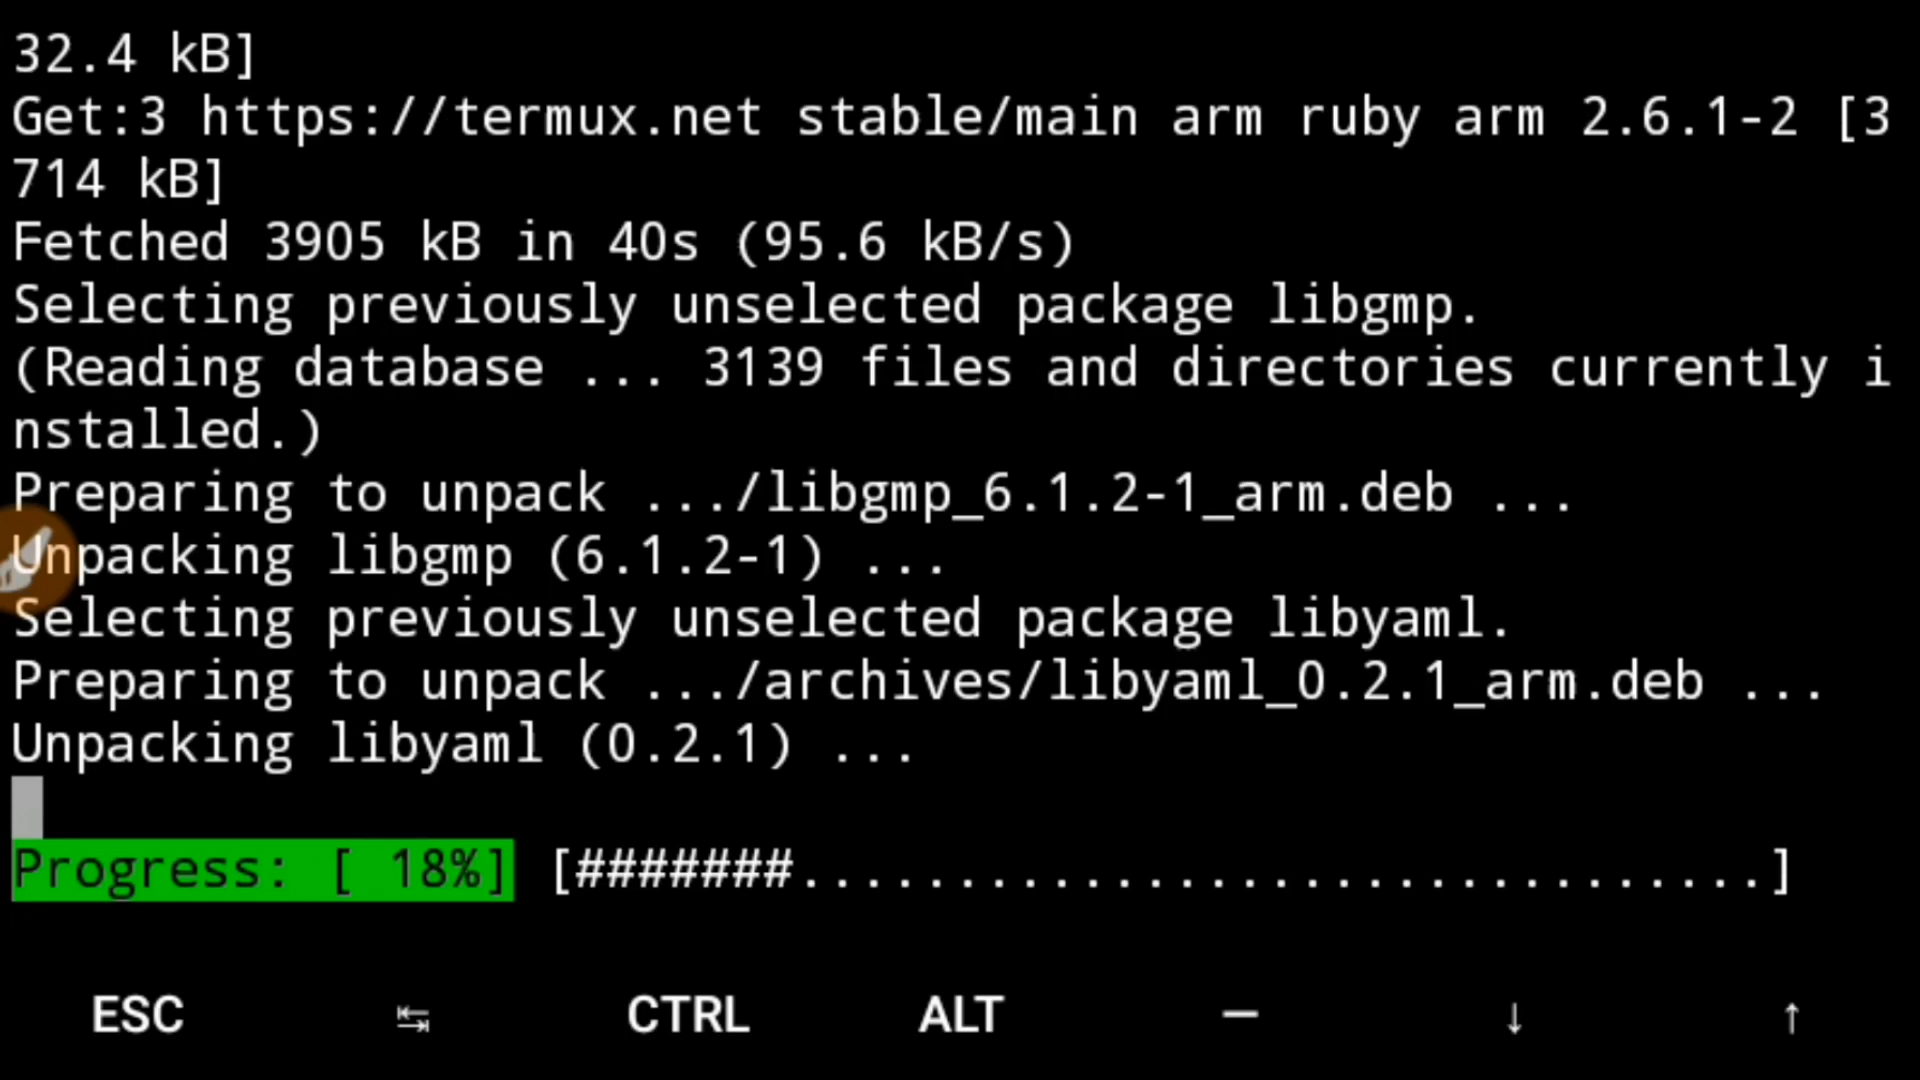 32.4 kB]
Get:3 https://termux.net stable/main arm ruby arm 2.6.1-2 [3
714 kB]
Fetched 3905 kB in 40s (95.6 kB/s)
Selecting previously unselected package libgmp.
(Reading database ... 3139 files and directories currently i
nstalled.)
Preparing to unpack .../libgmp_6.1.2-1_arm.deb ...
Unpacking libgmp (6.1.2-1) ...
Selecting previously unselected package libyaml.
Preparing to unpack .../archives/libyaml_0.2.1_arm.deb ...
Unpacking libyaml (0.2.1) ...
Progress: [ 18%] [#######...............................]
ESC ↹ CTRL ALT — ↓ ↑